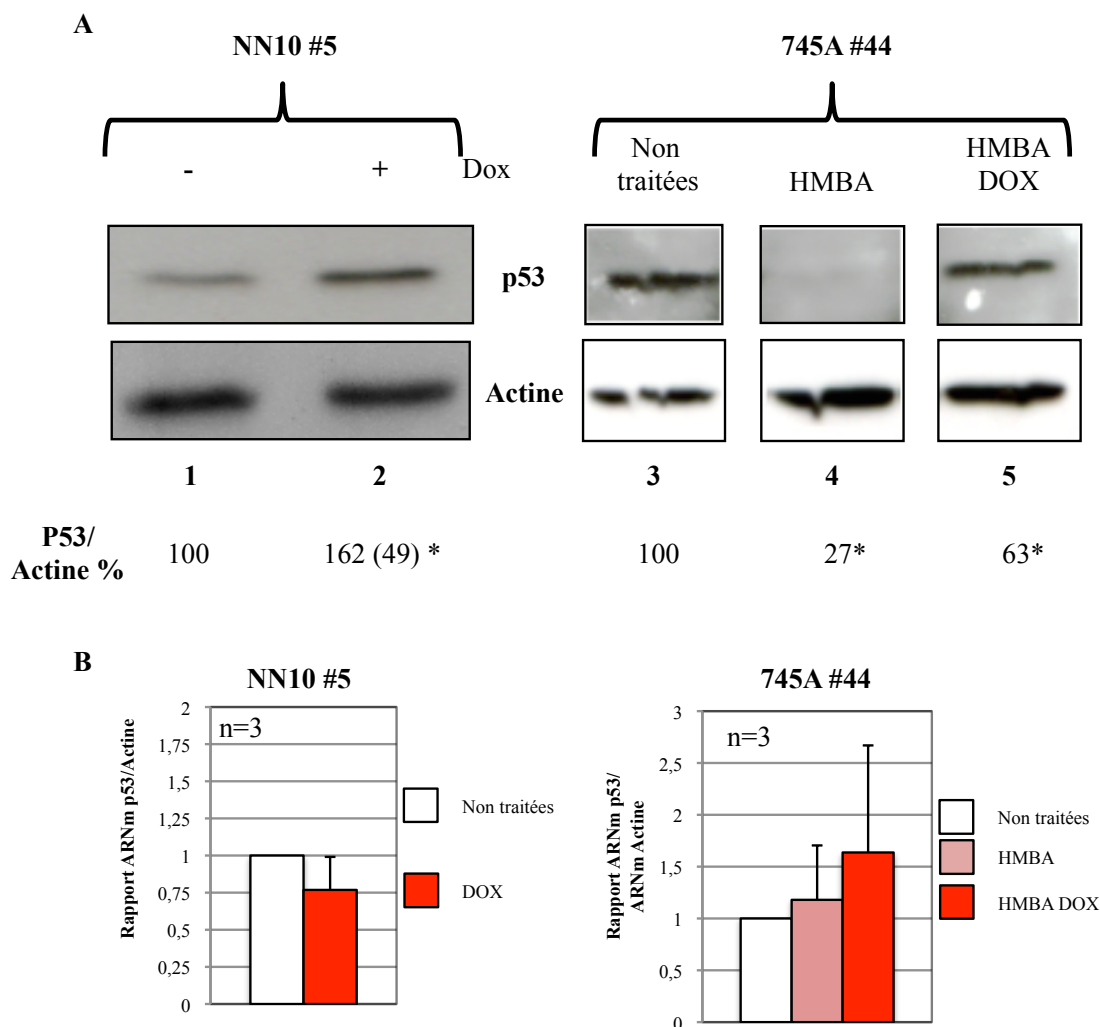 A
NN10 #5
745A #44
- + Dox
Non traitées
HMBA
HMBA DOX
p53
Actine
1 2 3 4 5
P53/ Actine % 100 162 (49) * 100 27* 63*
B
NN10 #5
Rapport ARNm p53/Actine
2
1,75
1,5
1,25
1
0,75
0,5
0,25
0
n=3
Non traitées
DOX
745A #44
Rapport ARNm p53/
ARNm Actine
3
2,5
2
1,5
1
0,5
0
n=3
Non traitées
HMBA
HMBA DOX